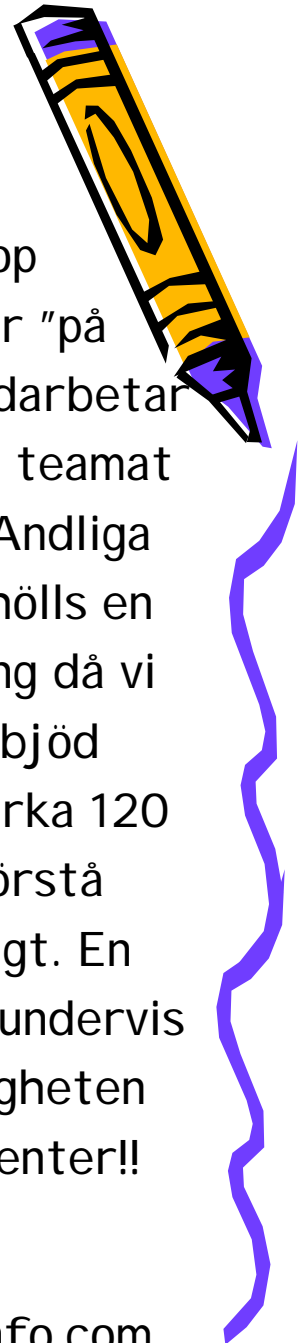 op
r ”på
darbetar
teamat
Andliga
hölls en
ng då vi
bjöd
rka 120
örstå
gt. En
undervis
gheten
enter!!
nfo.com